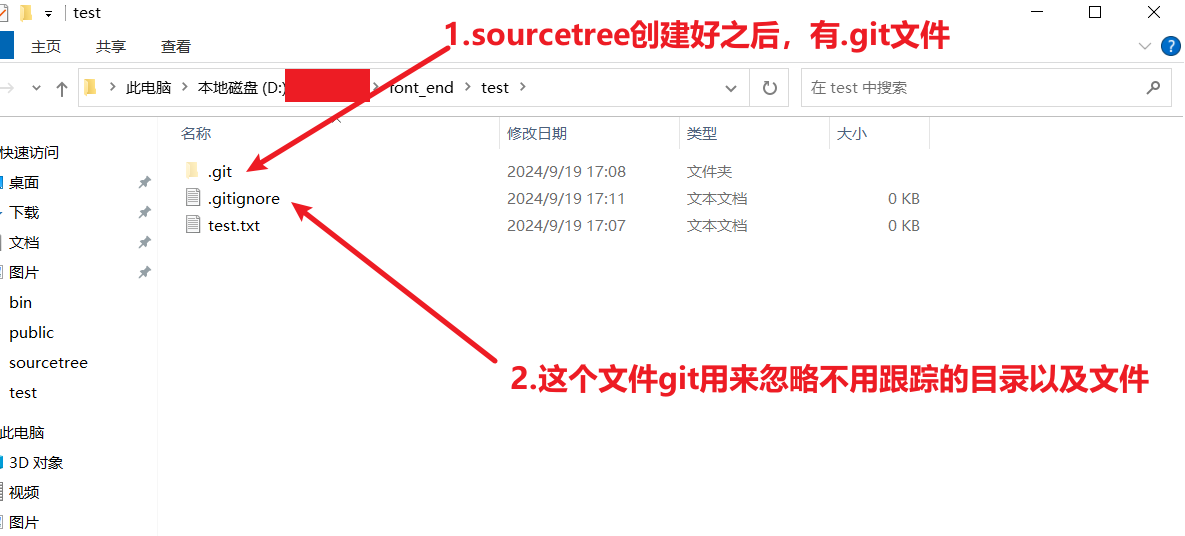 test
1.sourcetree创建好之后，有.git文件
主页 共享 查看
此电脑 本地磁盘 (D:) font_end test 在 test 中搜索
名称 修改日期 类型 大小
快速访问
.git 2024/9/19 17:08 文件夹
桌面
.gitignore 2024/9/19 17:11 文本文档 0 KB
下载
test.txt 2024/9/19 17:07 文本文档 0 KB
文档
图片
bin
public
sourcetree
2.这个文件git用来忽略不用跟踪的目录以及文件
test
此电脑
3D 对象
视频
图片